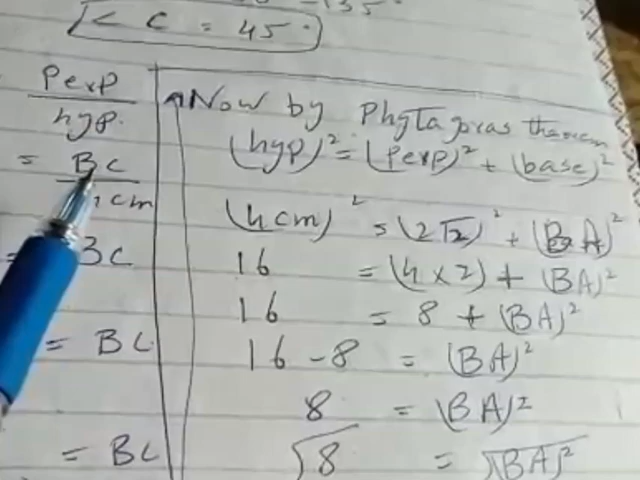 ∠C = 45°
Perp
hyp.
= BC
cm
BC
= BC
= BC
Now by Phytagoras theorem
(hyp)² = (Perp)² + (base)²
(4cm)² = (2√2)² + (BA)²
16 = (4 × 2) + (BA)²
16 = 8 + (BA)²
16 - 8 = (BA)²
8 = (BA)²
√8 = √(BA)²